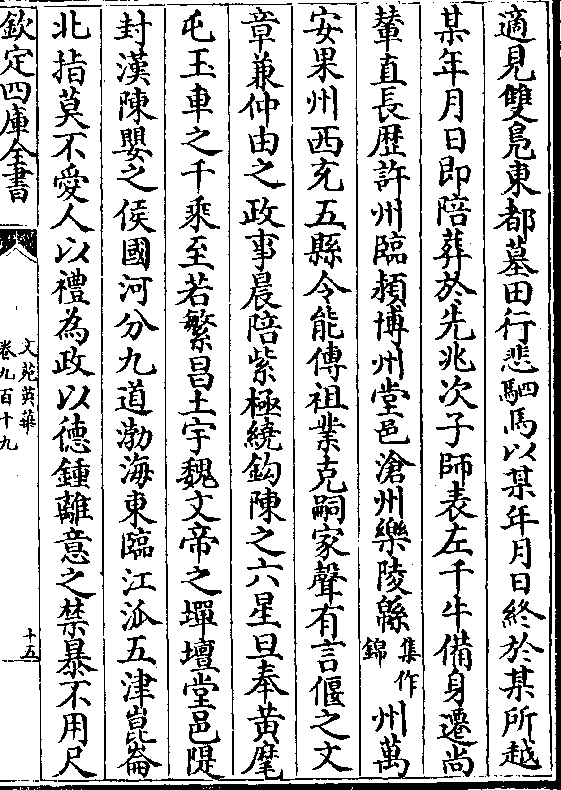 適見雙鳧東都墓田行悲駟馬以某年月日終於某所越
某年月日即陪葬於先兆次子師表左千牛備身遷尚
輦直長歴許州臨潁博州堂邑滄州樂陵緜集作錦州萬
安果州西充五縣令能傳祖業克嗣家聲有言偃之文
章兼仲由之政事晨陪紫極繞鈎陳之六星旦奉黄麾
屯玉車之千乘至若繁昌土宇魏文帝之墠壇堂邑隄
封漢陳嬰之侯國河分九道渤海東臨江派五津崑崙
北指莫不愛人以禮為政以德鍾離意之禁暴不用尺
欽定四庫全書
文苑英華
卷九百十九
十五